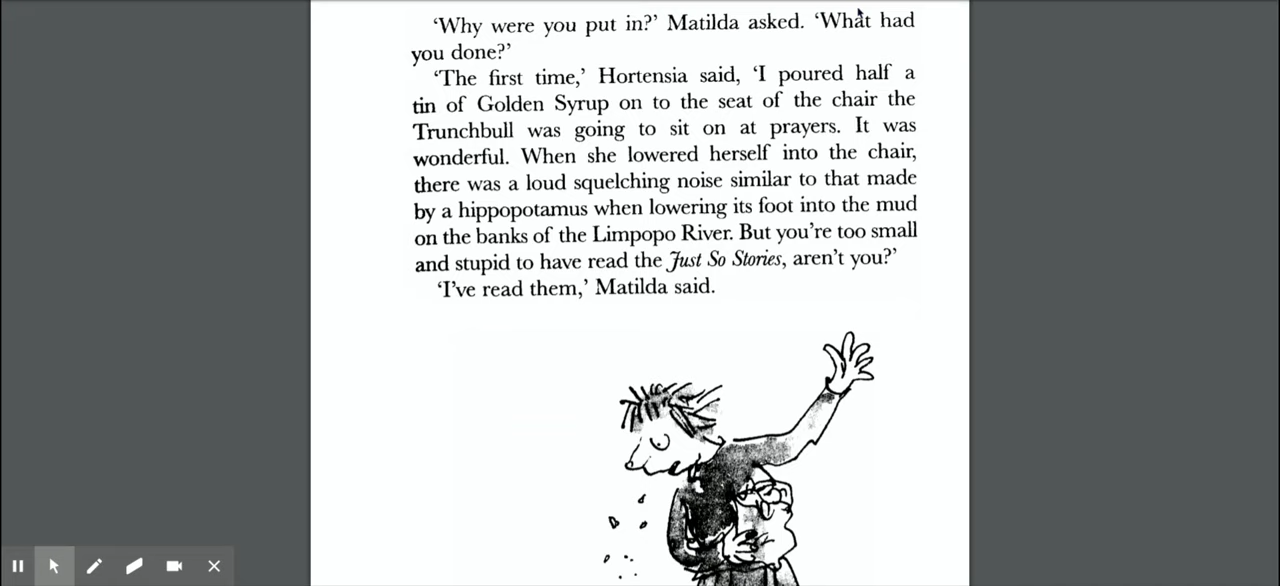 ‘Why were you put in?’ Matilda asked. ‘What had
you done?’
‘The first time,’ Hortensia said, ‘I poured half a
tin of Golden Syrup on to the seat of the chair the
Trunchbull was going to sit on at prayers. It was
wonderful. When she lowered herself into the chair,
there was a loud squelching noise similar to that made
by a hippopotamus when lowering its foot into the mud
on the banks of the Limpopo River. But you’re too small
and stupid to have read the Just So Stories, aren’t you?’
‘I’ve read them,’ Matilda said.